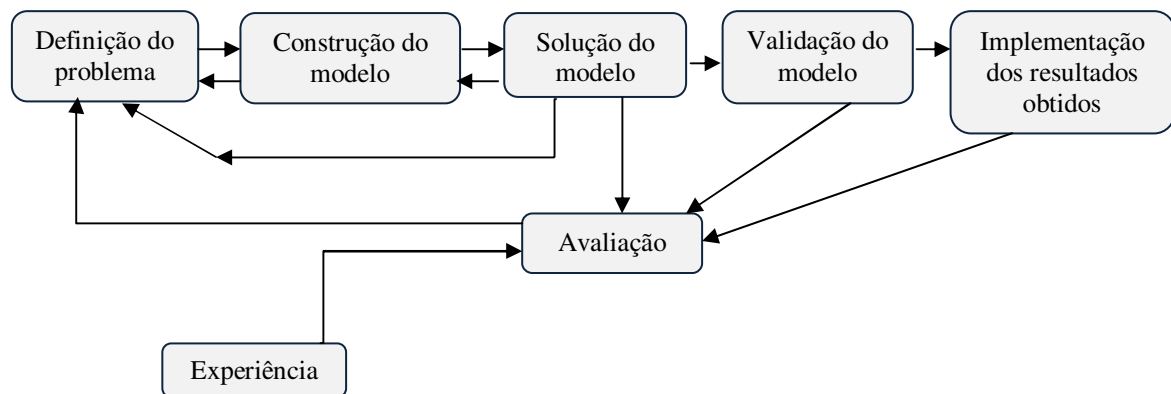 Definição do
problema
Construção do
modelo
Solução do
modelo
Validação do
modelo
Implementação
dos resultados
obtidos
Avaliação
Experiência